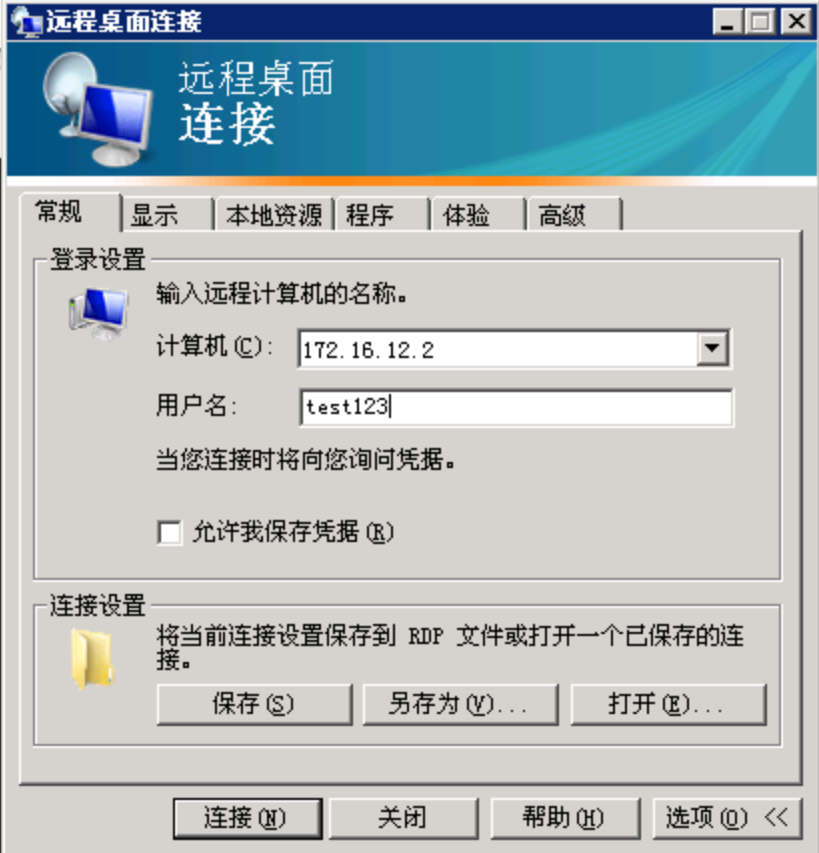 远程桌面连接
远程桌面
连接
常规 显示 本地资源 程序 体验 高级
登录设置
输入远程计算机的名称。
计算机(C): 172.16.12.2
用户名: test123
当您连接时将向您询问凭据。
允许我保存凭据(R)
连接设置
将当前连接设置保存到 RDP 文件或打开一个已保存的连
接。
保存(S) 另存为(V)... 打开(E)...
连接(N) 关闭 帮助(H) 选项(O) <<